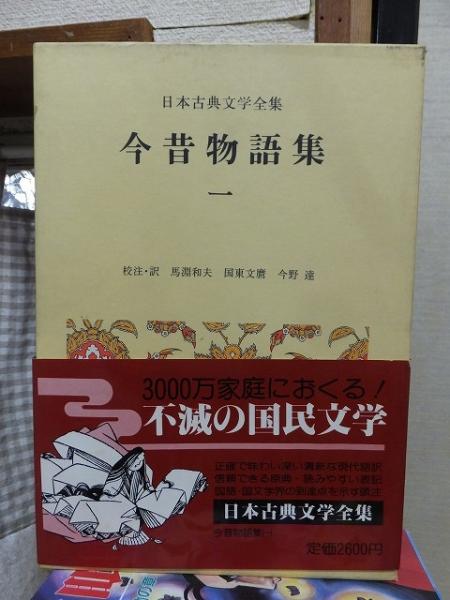 日本古典文学全集
今昔物語集
一
校注・訳　馬淵和夫　国東文麿　今野 達
3000万家庭におくる！
不滅の国民文学
正確で味わい深い清新な現代語訳
信頼できる原典・読みやすい表記
国語・国文学界の到達点を示す頭注
日本古典文学全集
今昔物語集㈠
定価2600円